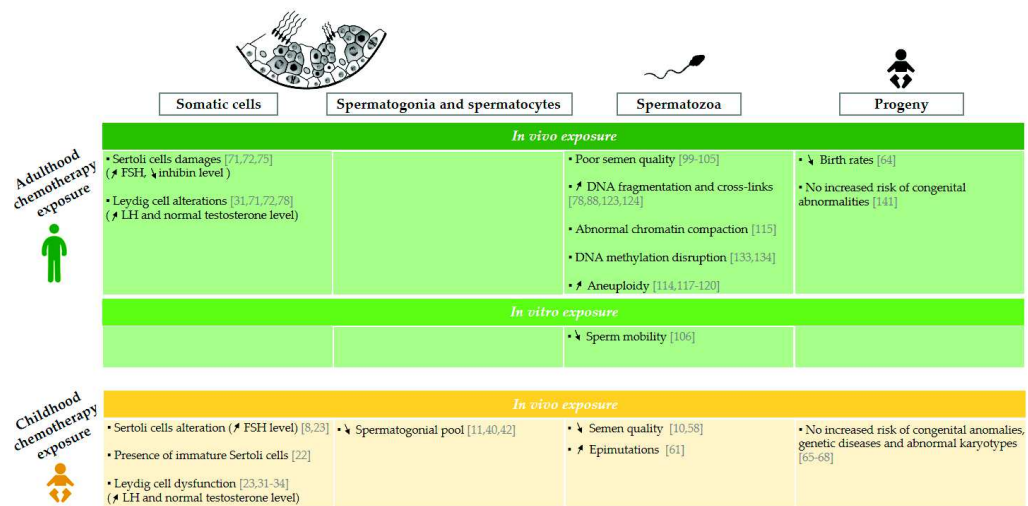 Somatic cells
Spermatogonia and spermatocytes
Spermatozoa
Progeny
Adulthood
chemotherapy
exposure
In vivo exposure
▪ Sertoli cells damages [71,72,75]
(↗ FSH, ↘ inhibin level )
▪ Leydig cell alterations [31,71,72,78]
(↗ LH and normal testosterone level)
▪ Poor semen quality [99-105]
▪ ↗ DNA fragmentation and cross-links
[78,88,123,124]
▪ Abnormal chromatin compaction [115]
▪ DNA methylation disruption [133,134]
▪ ↗ Aneuploidy [114,117-120]
▪ ↘ Birth rates [64]
▪ No increased risk of congenital
abnormalities [141]
In vitro exposure
▪ ↘ Sperm mobility [106]
Childhood
chemotherapy
exposure
In vivo exposure
▪ Sertoli cells alteration (↗ FSH level) [8,23]
▪ Presence of immature Sertoli cells [22]
▪ Leydig cell dysfunction [23,31-34]
(↗ LH and normal testosterone level)
▪ ↘ Spermatogonial pool [11,40,42]
▪ ↘ Semen quality [10,58]
▪ ↗ Epimutations [61]
▪ No increased risk of congenital anomalies,
genetic diseases and abnormal karyotypes
[65-68]